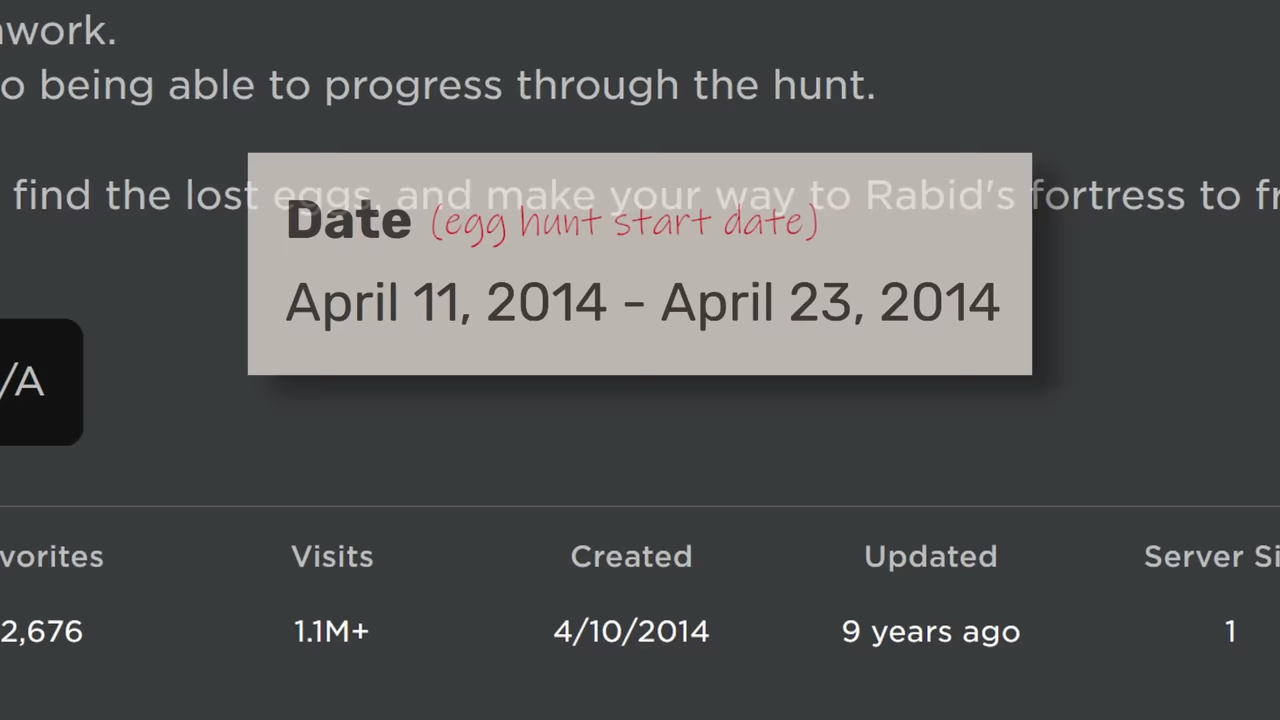 work.
o being able to progress through the hunt.
find the lost eggs, and make your way to Rabid's fortress to fr
Date (egg hunt start date)
April 11, 2014 - April 23, 2014
/A
vorites Visits Created Updated Server Si
2,676 1.1M+ 4/10/2014 9 years ago 1